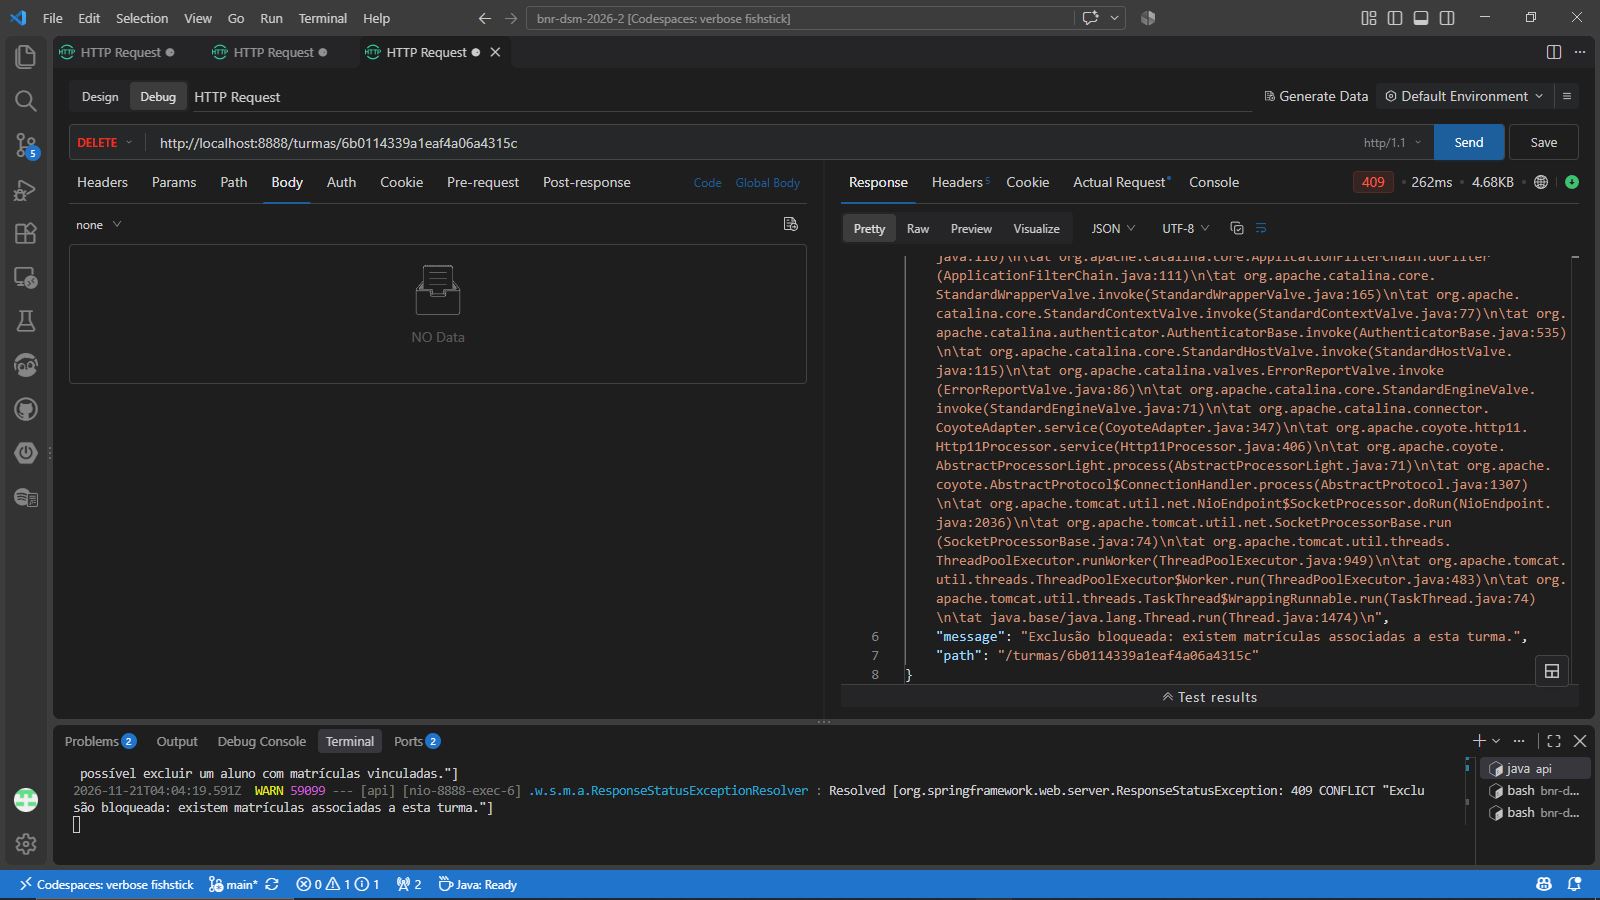 File Edit Selection View Go Run Terminal Help
bnr-dsm-2026-2 [Codespaces: verbose fishstick]
HTTP Request
HTTP Request
HTTP Request
Design Debug HTTP Request
Generate Data Default Environment
DELETE http://localhost:8888/turmas/6b0114339a1eaf4a06a4315c http/1.1 Send Save
Headers Params Path Body Auth Cookie Pre-request Post-response Code Global Body
none
NO Data
Response Headers 5 Cookie Actual Request Console 409 262ms 4.68KB
Pretty Raw Preview Visualize JSON UTF-8
java:116)\n\tat org.apache.catalina.core.ApplicationFilterChain.doFilter
(ApplicationFilterChain.java:111)\n\tat org.apache.catalina.core.
StandardWrapperValve.invoke(StandardWrapperValve.java:165)\n\tat org.apache.
catalina.core.StandardContextValve.invoke(StandardContextValve.java:77)\n\tat org.
apache.catalina.authenticator.AuthenticatorBase.invoke(AuthenticatorBase.java:535)
\n\tat org.apache.catalina.core.StandardHostValve.invoke(StandardHostValve.
java:115)\n\tat org.apache.catalina.valves.ErrorReportValve.invoke
(ErrorReportValve.java:86)\n\tat org.apache.catalina.core.StandardEngineValve.
invoke(StandardEngineValve.java:71)\n\tat org.apache.catalina.connector.
CoyoteAdapter.service(CoyoteAdapter.java:347)\n\tat org.apache.coyote.http11.
Http11Processor.service(Http11Processor.java:406)\n\tat org.apache.coyote.
AbstractProcessorLight.process(AbstractProcessorLight.java:71)\n\tat org.apache.
coyote.AbstractProtocol$ConnectionHandler.process(AbstractProtocol.java:1307)
\n\tat org.apache.tomcat.util.net.NioEndpoint$SocketProcessor.doRun(NioEndpoint.
java:2036)\n\tat org.apache.tomcat.util.net.SocketProcessorBase.run
(SocketProcessorBase.java:74)\n\tat org.apache.tomcat.util.threads.
ThreadPoolExecutor.runWorker(ThreadPoolExecutor.java:949)\n\tat org.apache.tomcat.
util.threads.ThreadPoolExecutor$Worker.run(ThreadPoolExecutor.java:483)\n\tat org.
apache.tomcat.util.threads.TaskThread$WrappingRunnable.run(TaskThread.java:74)
\n\tat java.base/java.lang.Thread.run(Thread.java:1474)\n",
6 "message": "Exclusão bloqueada: existem matrículas associadas a esta turma.",
7 "path": "/turmas/6b0114339a1eaf4a06a4315c"
8 }
Test results
5
Problems 2 Output Debug Console Terminal Ports 2
possível excluir um aluno com matrículas vinculadas."]
2026-11-21T04:04:19.591Z WARN 59099 --- [api] [nio-8888-exec-6] .w.s.m.a.ResponseStatusExceptionResolver : Resolved [org.springframework.web.server.ResponseStatusException: 409 CONFLICT "Exclu
são bloqueada: existem matrículas associadas a esta turma."]
java api
bash bnr-d...
bash bnr-d...
Codespaces: verbose fishstick main* 0 1 1 2 Java: Ready